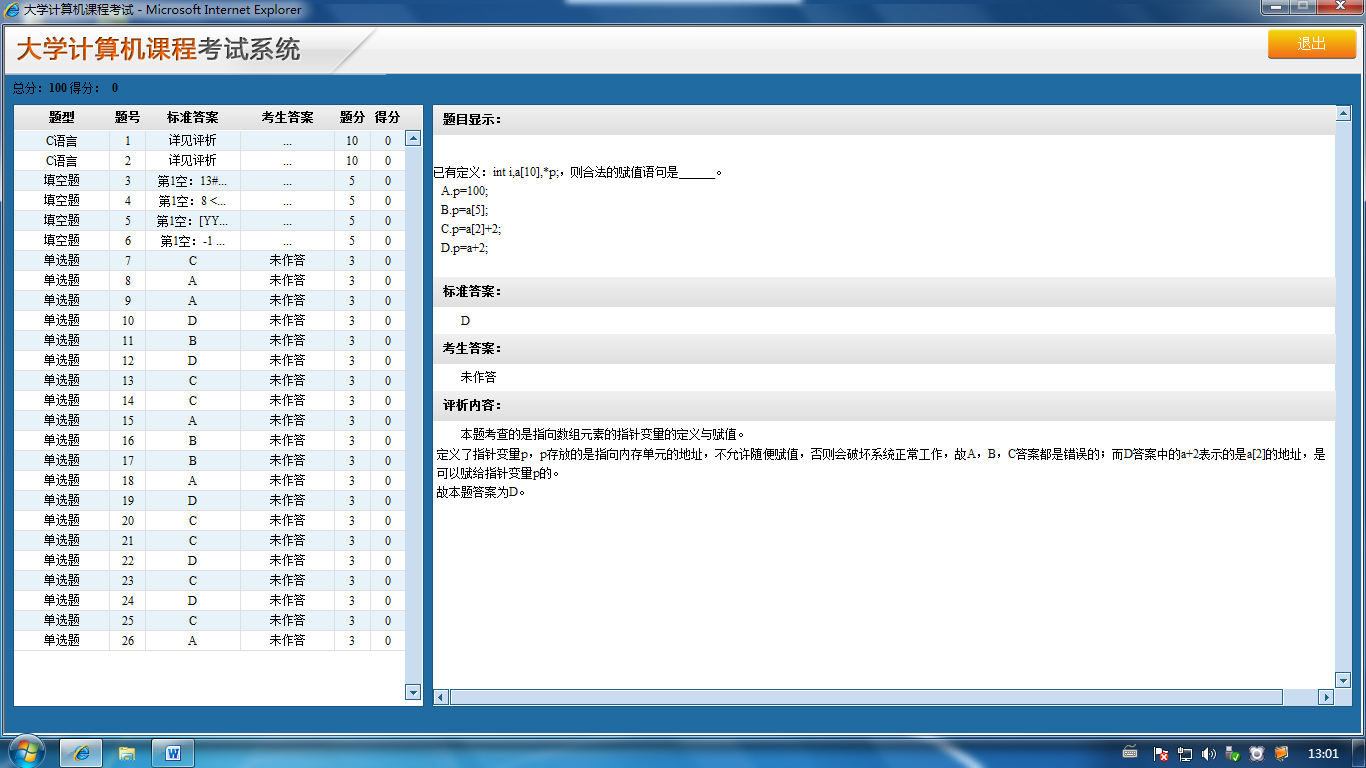 大学计算机课程考试 - Microsoft Internet Explorer
大学计算机课程考试系统
退出
总分：100 得分： 0
题型 题号 标准答案 考生答案 题分 得分
C语言 1 详见评析 ... 10 0
C语言 2 详见评析 ... 10 0
填空题 3 第1空：13#... ... 5 0
填空题 4 第1空：8 <... ... 5 0
填空题 5 第1空：[YY... ... 5 0
填空题 6 第1空：-1 ... ... 5 0
单选题 7 C 未作答 3 0
单选题 8 A 未作答 3 0
单选题 9 A 未作答 3 0
单选题 10 D 未作答 3 0
单选题 11 B 未作答 3 0
单选题 12 D 未作答 3 0
单选题 13 C 未作答 3 0
单选题 14 C 未作答 3 0
单选题 15 A 未作答 3 0
单选题 16 B 未作答 3 0
单选题 17 B 未作答 3 0
单选题 18 A 未作答 3 0
单选题 19 D 未作答 3 0
单选题 20 C 未作答 3 0
单选题 21 C 未作答 3 0
单选题 22 D 未作答 3 0
单选题 23 C 未作答 3 0
单选题 24 D 未作答 3 0
单选题 25 C 未作答 3 0
单选题 26 A 未作答 3 0
题目显示：
已有定义：int i,a[10],*p;，则合法的赋值语句是______。
A.p=100;
B.p=a[5];
C.p=a[2]+2;
D.p=a+2;
标准答案：
D
考生答案：
未作答
评析内容：
本题考查的是指向数组元素的指针变量的定义与赋值。
定义了指针变量p，p存放的是指向内存单元的地址，不允许随便赋值，否则会破坏系统正常工作，故A，B，C答案都是错误的；而D答案中的a+2表示的是a[2]的地址，是
可以赋给指针变量p的。
故本题答案为D。
13:01